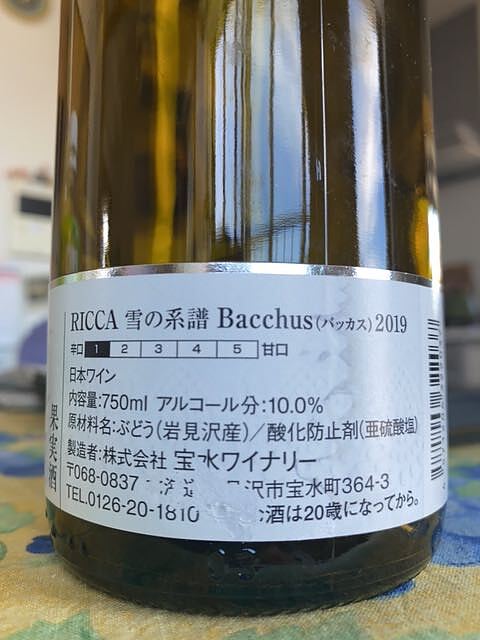 RICCA 雪の系譜 Bacchus(バッカス)2019
辛口 1 2 3 4 5 甘口
日本ワイン
内容量:750ml アルコール分:10.0%
原材料名:ぶどう(岩見沢産)/酸化防止剤(亜硫酸塩)
製造者:株式会社 宝水ワイナリー
〒068-0837 沢市宝水町364-3
TEL.0126-20-1810 酒は20歳になってから。
果実酒